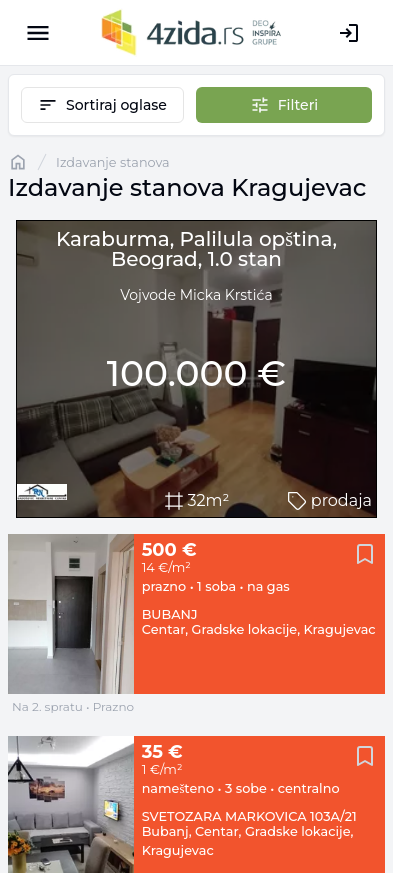 4zida.rs
DEO
INSPIRA
GRUPE
Sortiraj oglase
Filteri
/ Izdavanje stanova
Izdavanje stanova Kragujevac
Karaburma, Palilula opština,
Beograd, 1.0 stan
Vojvode Micka Krstića
100.000 €
32m²
prodaja
500 €
14 €/m²
prazno • 1 soba • na gas
BUBANJ
Centar, Gradske lokacije, Kragujevac
Na 2. spratu • Prazno
35 €
1 €/m²
namešteno • 3 sobe • centralno
SVETOZARA MARKOVICA 103A/21
Bubanj, Centar, Gradske lokacije,
Kragujevac